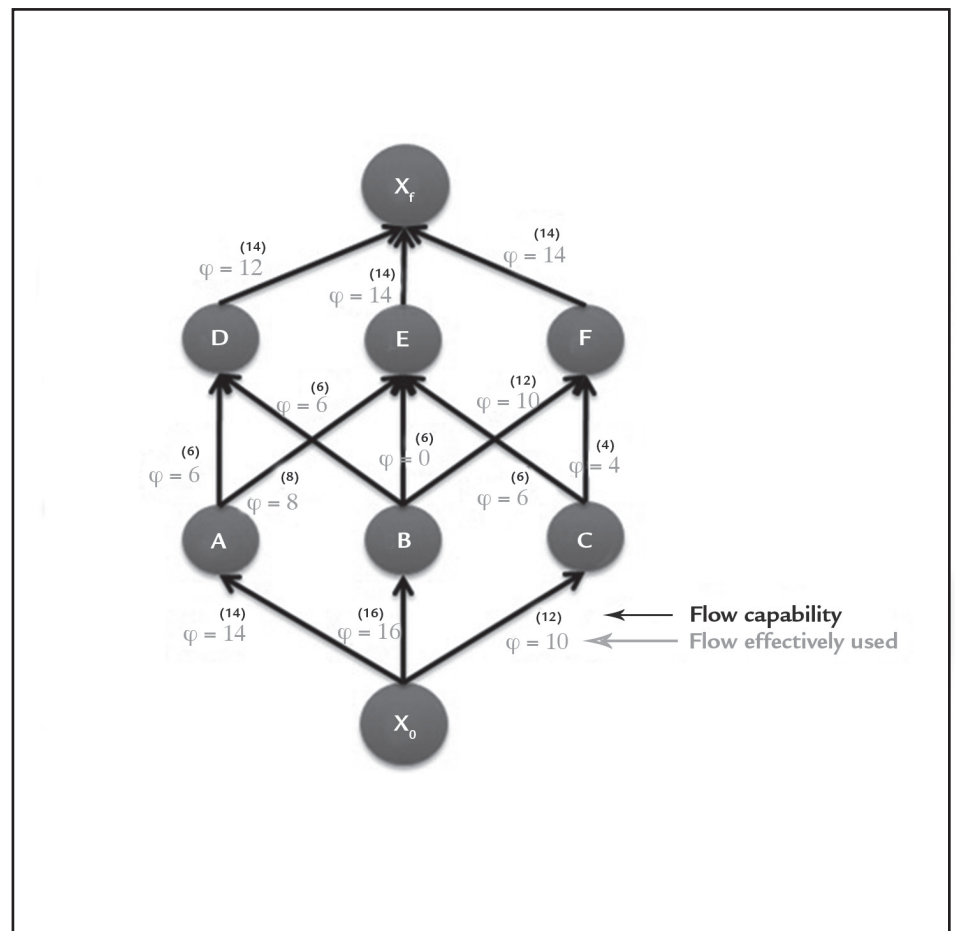 X₀ 
X_f
(14)
φ = 12
(14)
φ = 14
(14)
φ = 14
D
E
F
(6)
φ = 6
(12)
φ = 10
(6)
φ = 6
(8)
φ = 8
(6)
φ = 0
(6)
φ = 6
(4)
φ = 4
A
B
C
(14)
φ = 14
(16)
φ = 16
(12)
φ = 10
Flow capability
Flow effectively used